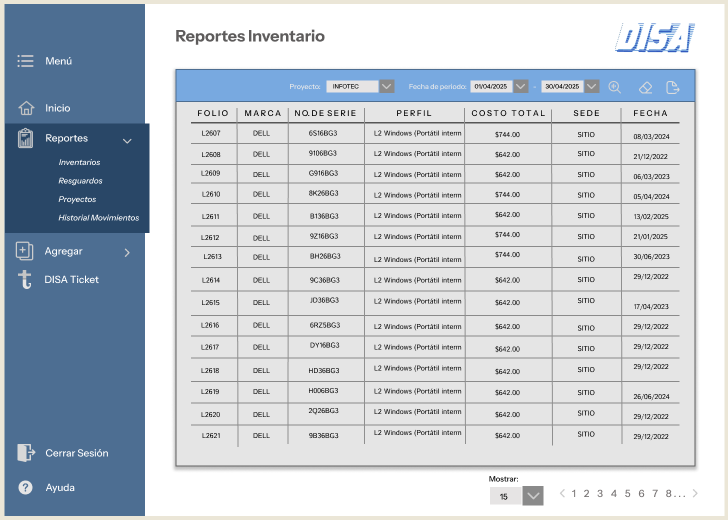 Reportes Inventario
DISA
Menú
Inicio
Reportes
Inventarios
Resguardos
Proyectos
Historial Movimientos
Agregar
DISA Ticket
Cerrar Sesión
? Ayuda
Proyecto: INFOTEC Fecha de periodo: 01/04/2025 - 30/04/2025
FOLIO MARCA NO.DE SERIE PERFIL COSTO TOTAL SEDE FECHA
L2607 DELL 6S16BG3 L2 Windows (Portátil interm $744.00 SITIO 08/03/2024
L2608 DELL 9106BG3 L2 Windows (Portátil interm $642.00 SITIO 21/12/2022
L2609 DELL G916BG3 L2 Windows (Portátil interm $642.00 SITIO 06/03/2023
L2610 DELL 8K26BG3 L2 Windows (Portátil interm $744.00 SITIO 05/04/2024
L2611 DELL B136BG3 L2 Windows (Portátil interm $642.00 SITIO 13/02/2025
L2612 DELL 9Z16BG3 L2 Windows (Portátil interm $744.00 SITIO 21/01/2025
L2613 DELL BH26BG3 L2 Windows (Portátil interm $744.00 SITIO 30/06/2023
L2614 DELL 9C36BG3 L2 Windows (Portátil interm $642.00 SITIO 29/12/2022
L2615 DELL JD36BG3 L2 Windows (Portátil interm $642.00 SITIO 17/04/2023
L2616 DELL 6RZ5BG3 L2 Windows (Portátil interm $642.00 SITIO 29/12/2022
L2617 DELL DY16BG3 L2 Windows (Portátil interm $642.00 SITIO 29/12/2022
L2618 DELL HD36BG3 L2 Windows (Portátil interm $642.00 SITIO 29/12/2022
L2619 DELL H006BG3 L2 Windows (Portátil interm $642.00 SITIO 26/06/2024
L2620 DELL 2Q26BG3 L2 Windows (Portátil interm $642.00 SITIO 29/12/2022
L2621 DELL 9B36BG3 L2 Windows (Portátil interm $642.00 SITIO 29/12/2022
Mostrar:
15
< 1 2 3 4 5 6 7 8... >